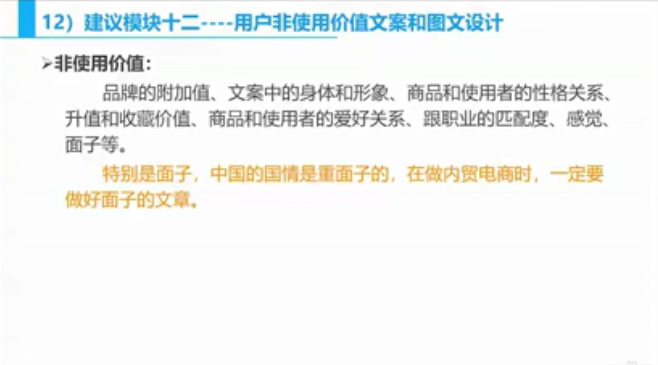 12）建议模块十二----用户非使用价值文案和图文设计
➢非使用价值：
品牌的附加值、文案中的身体和形象、商品和使用者的性格关系、
升值和收藏价值、商品和使用者的爱好关系、跟职业的匹配度、感觉、
面子等。
特别是面子，中国的国情是重面子的，在做内贸电商时，一定要
做好面子的文章。